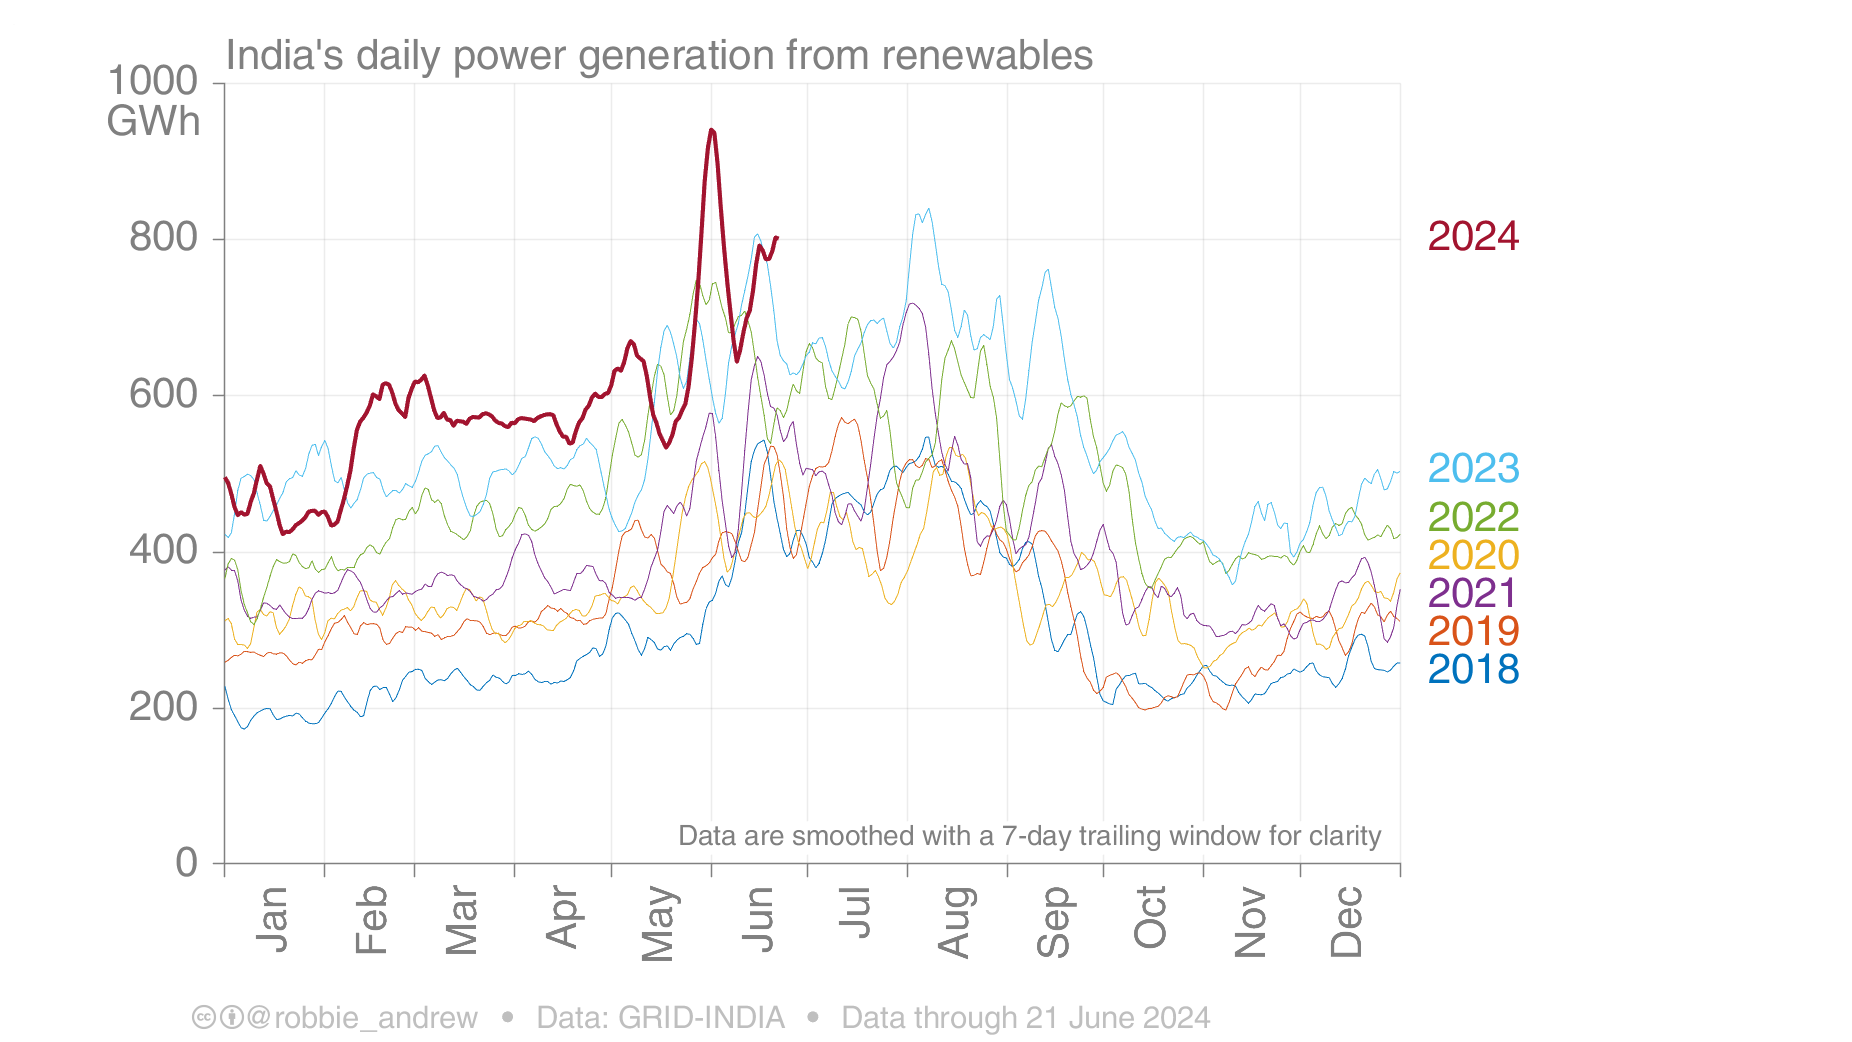 India's daily power generation from renewables
1000
GWh
800
600
400
200
0
2024
2023
2022
2020
2021
2019
2018
Data are smoothed with a 7-day trailing window for clarity
Jan Feb Mar Apr May Jun Jul Aug Sep Oct Nov Dec
cc @robbie_andrew • Data: GRID-INDIA • Data through 21 June 2024